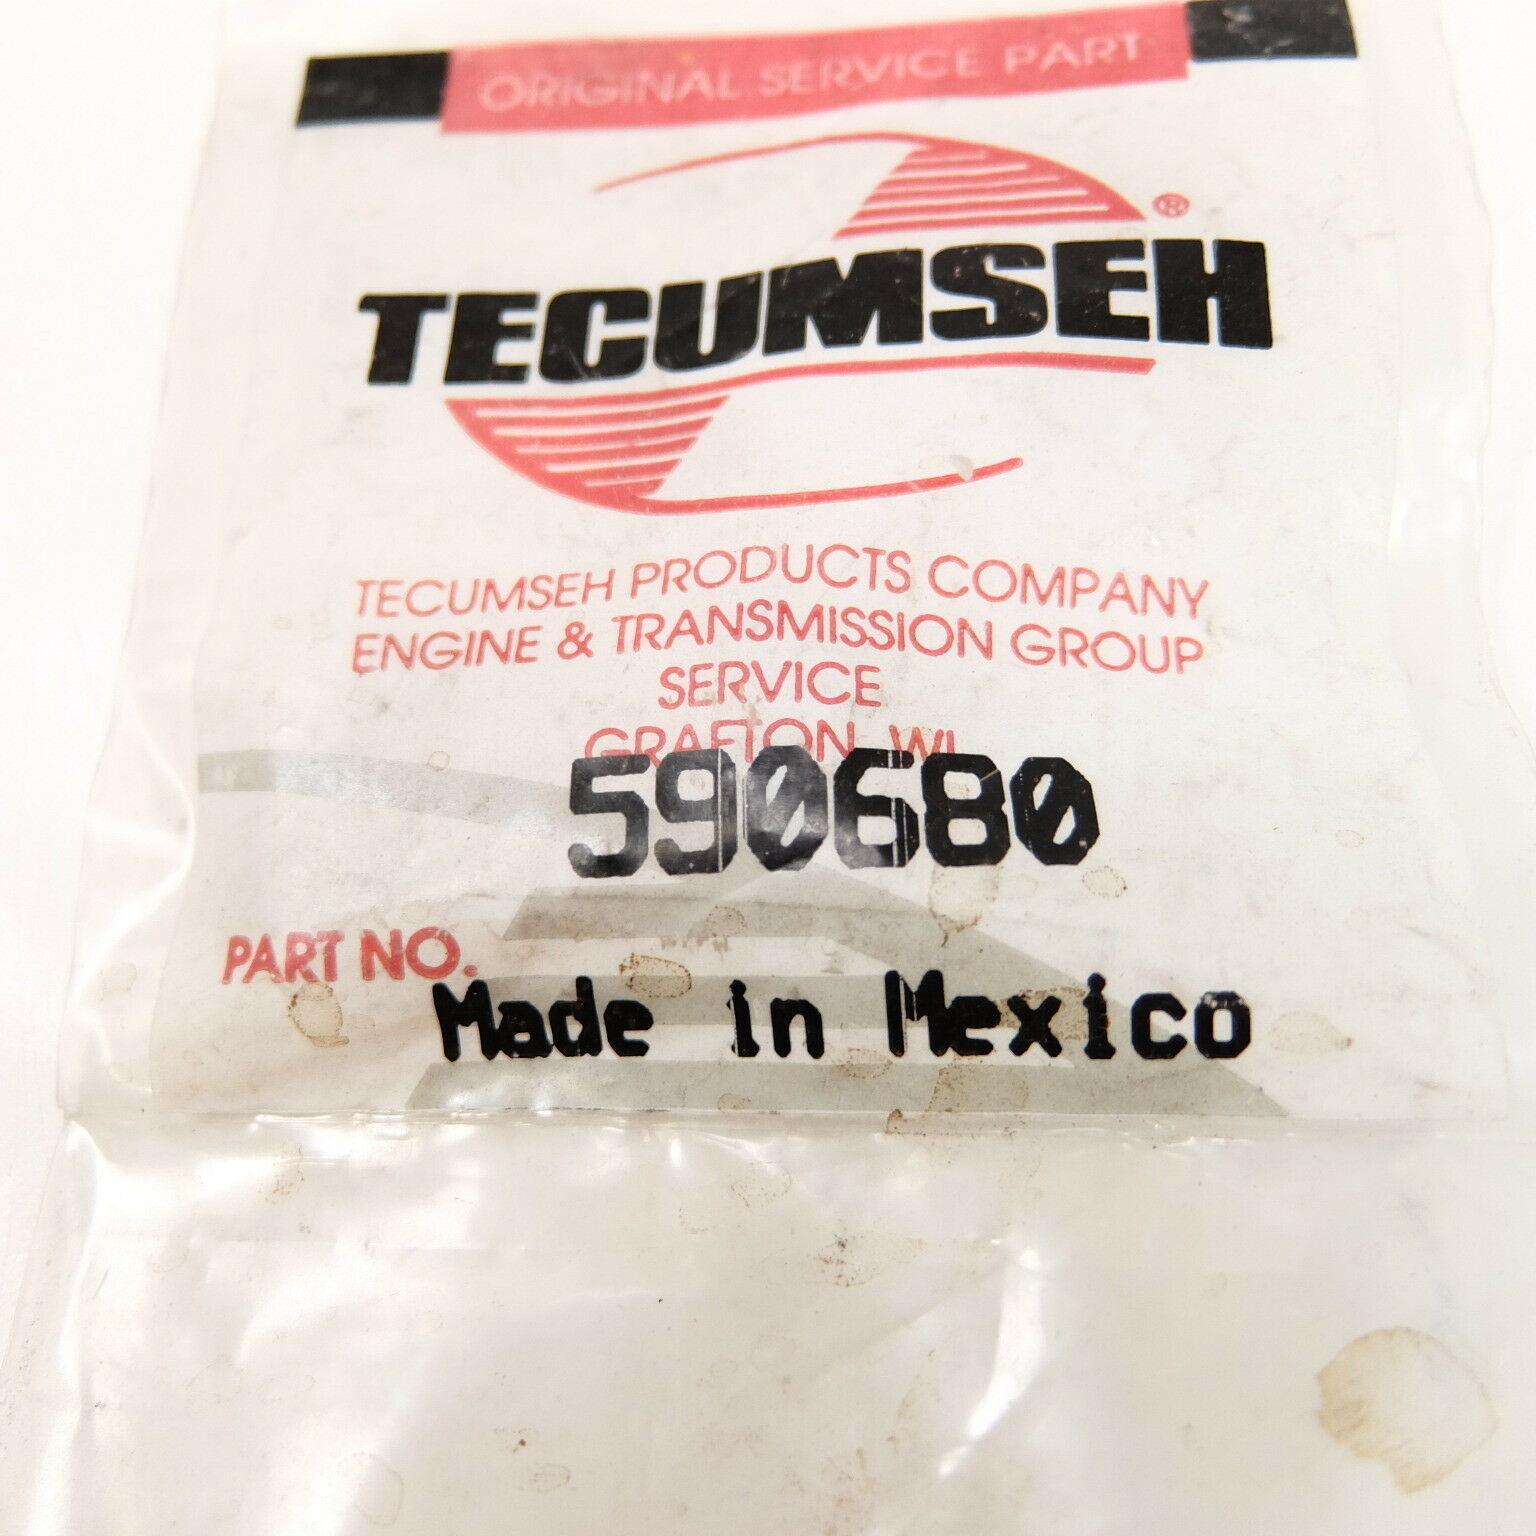 ORIGINAL SERVICE PART
®
TECUMSEH
TECUMSEH PRODUCTS COMPANY
ENGINE & TRANSMISSION GROUP
SERVICE
GRAFTON, WI
590680
PART NO.
Made in Mexico